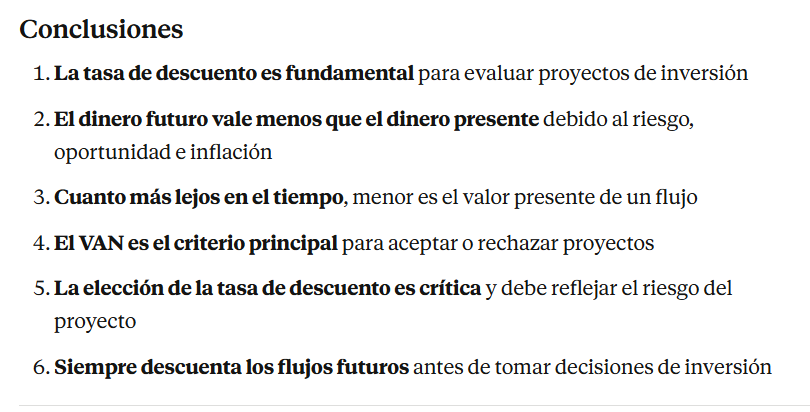 Conclusiones
1. La tasa de descuento es fundamental para evaluar proyectos de inversión
2. El dinero futuro vale menos que el dinero presente debido al riesgo,
oportunidad e inflación
3. Cuanto más lejos en el tiempo, menor es el valor presente de un flujo
4. El VAN es el criterio principal para aceptar o rechazar proyectos
5. La elección de la tasa de descuento es crítica y debe reflejar el riesgo del
proyecto
6. Siempre descuenta los flujos futuros antes de tomar decisiones de inversión